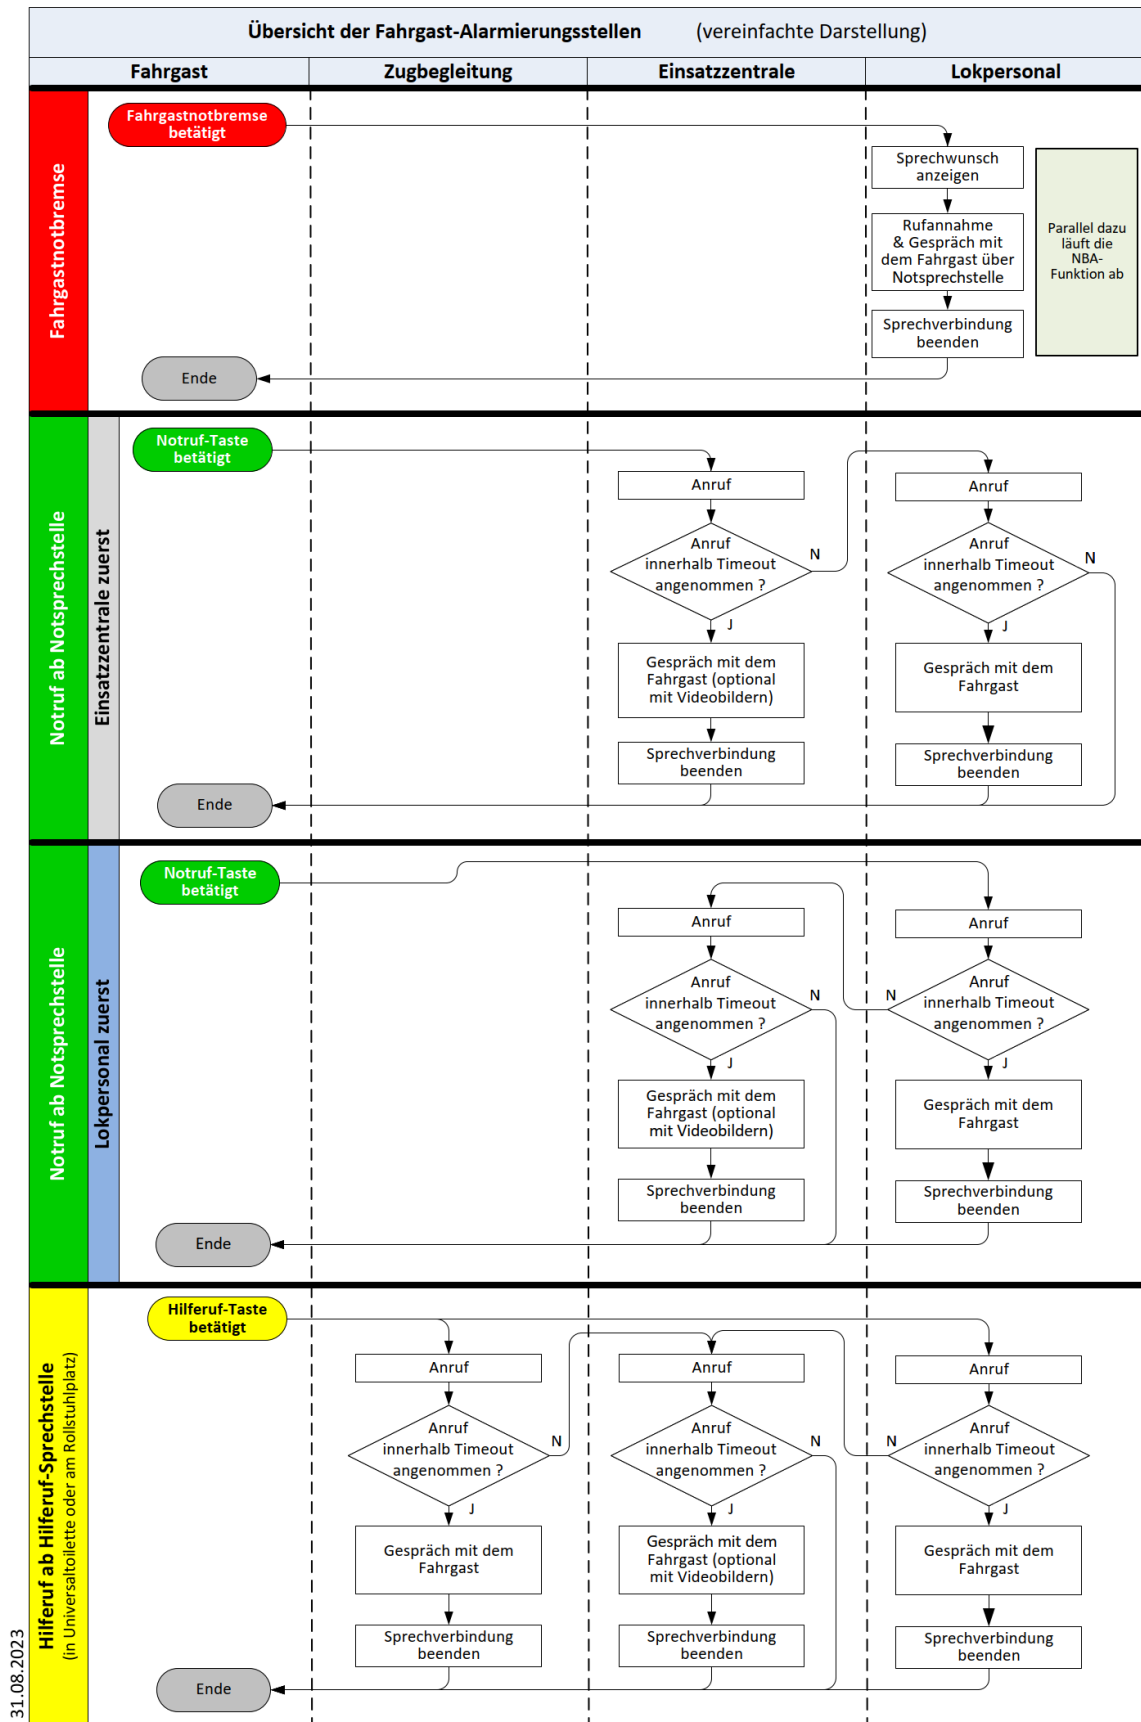 Übersicht der Fahrgast-Alarmierungsstellen (vereinfachte Darstellung)
Fahrgast Zugbegleitung Einsatzzentrale Lokpersonal
Fahrgastnotbremse
Fahrgastnotbremse
betätigt
Sprechwunsch
anzeigen
Rufannahme
& Gespräch mit
dem Fahrgast über
Notsprechstelle
Sprechverbindung
beenden
Parallel dazu
läuft die
NBA-
Funktion ab
Ende
Notruf ab Notsprechstelle
Einsatzzentrale zuerst
Notruf-Taste
betätigt
Anruf
Anruf
innerhalb Timeout
angenommen ?
N
J
Gespräch mit dem
Fahrgast (optional
mit Videobildern)
Sprechverbindung
beenden
Anruf
Anruf
innerhalb Timeout
angenommen ?
N
J
Gespräch mit dem
Fahrgast
Sprechverbindung
beenden
Ende
Notruf ab Notsprechstelle
Lokpersonal zuerst
Notruf-Taste
betätigt
Anruf
Anruf
innerhalb Timeout
angenommen ?
N
J
Gespräch mit dem
Fahrgast (optional
mit Videobildern)
Sprechverbindung
beenden
Anruf
Anruf
innerhalb Timeout
angenommen ?
N
J
Gespräch mit dem
Fahrgast
Sprechverbindung
beenden
Ende
Hilferuf ab Hilferuf-Sprechstelle
(in Universaltoilette oder am Rollstuhlplatz)
Hilferuf-Taste
betätigt
Anruf
Anruf
innerhalb Timeout
angenommen ?
N
J
Gespräch mit dem
Fahrgast
Sprechverbindung
beenden
Anruf
Anruf
innerhalb Timeout
angenommen ?
N
J
Gespräch mit dem
Fahrgast (optional
mit Videobildern)
Sprechverbindung
beenden
Anruf
Anruf
innerhalb Timeout
angenommen ?
N
J
Gespräch mit dem
Fahrgast
Sprechverbindung
beenden
Ende
31.08.2023